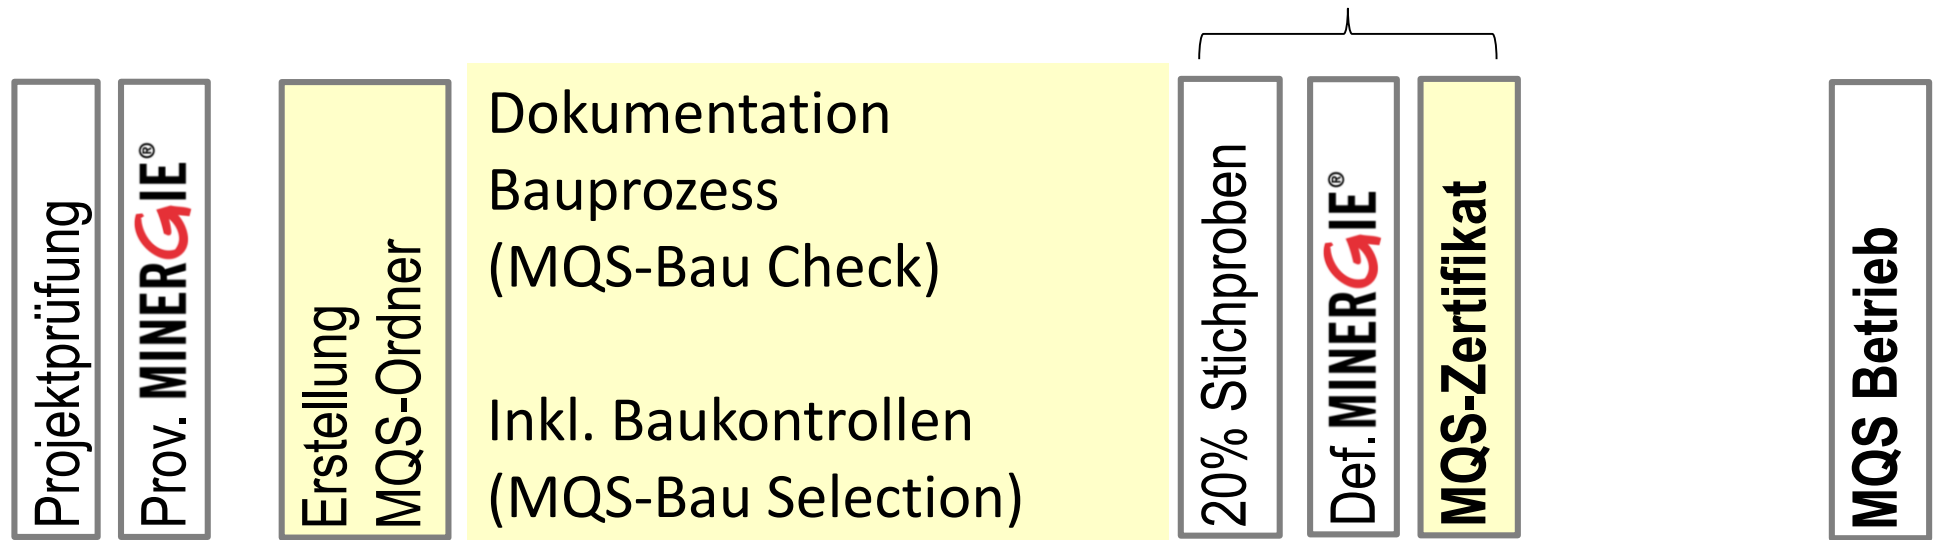 Projektprüfung
Prov. MINERGIE®
Erstellung
MQS-Ordner
Dokumentation
Bauprozess
(MQS-Bau Check)
Inkl. Baukontrollen
(MQS-Bau Selection)
20% Stichproben
Def. MINERGIE®
MQS-Zertifikat
MQS Betrieb